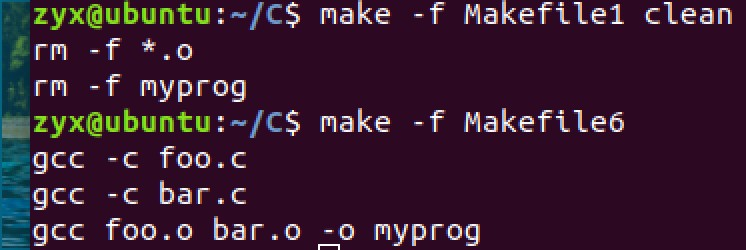 zyx@ubuntu:~/C$ make -f Makefile1 clean
rm -f *.o
rm -f myprog
zyx@ubuntu:~/C$ make -f Makefile6
gcc -c foo.c
gcc -c bar.c
gcc foo.o bar.o -o myprog